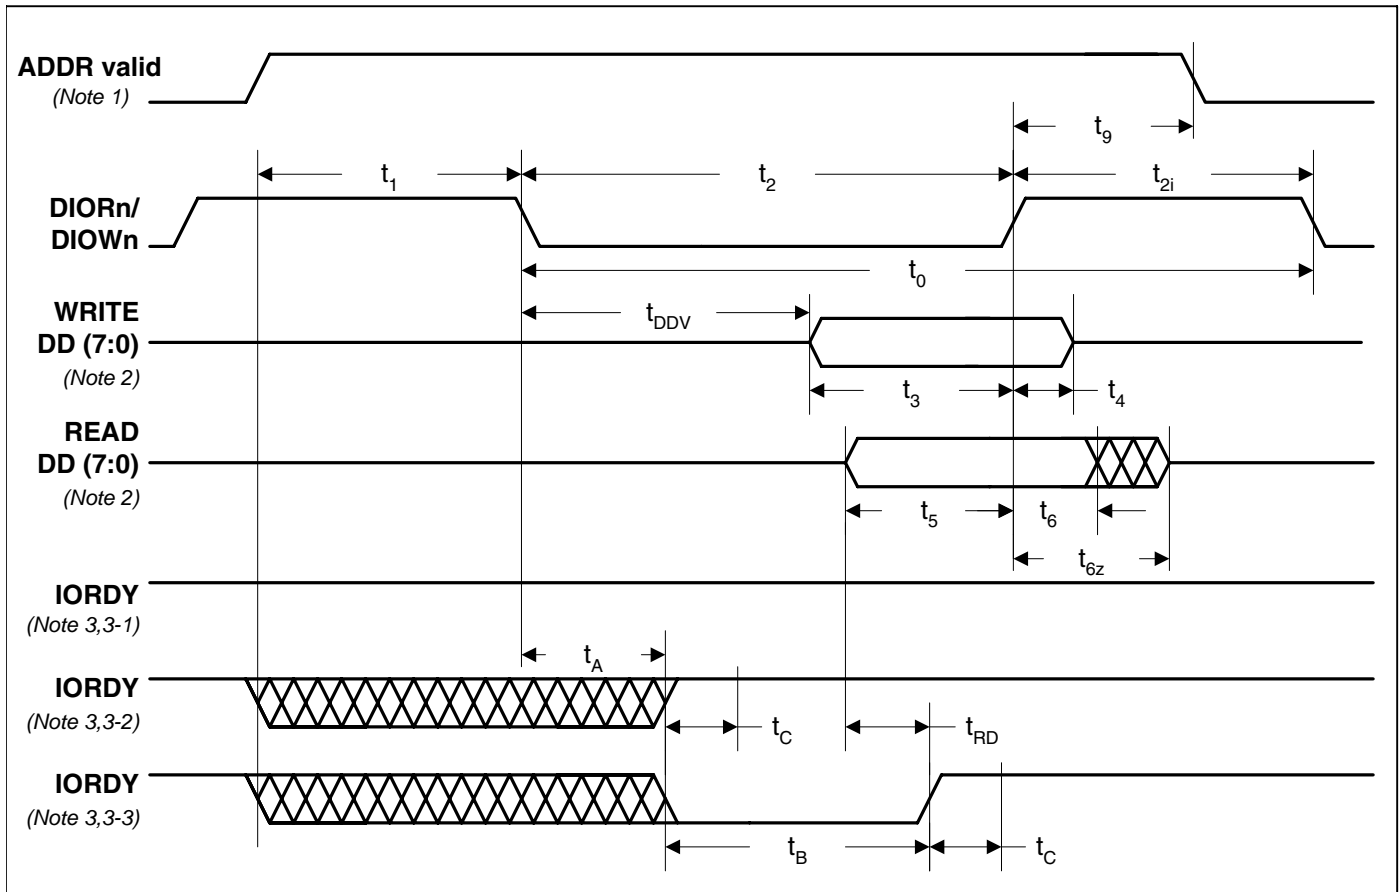 ADDR valid
(Note 1)
t9
t1
t2
t2i
DIORn/
DIOWn
t0
WRITE
DD (7:0)
(Note 2)
tDDV
t3
t4
READ
DD (7:0)
(Note 2)
t5
t6
t6z
IORDY
(Note 3,3-1)
tA
IORDY
(Note 3,3-2)
tC
tRD
IORDY
(Note 3,3-3)
tB
tC